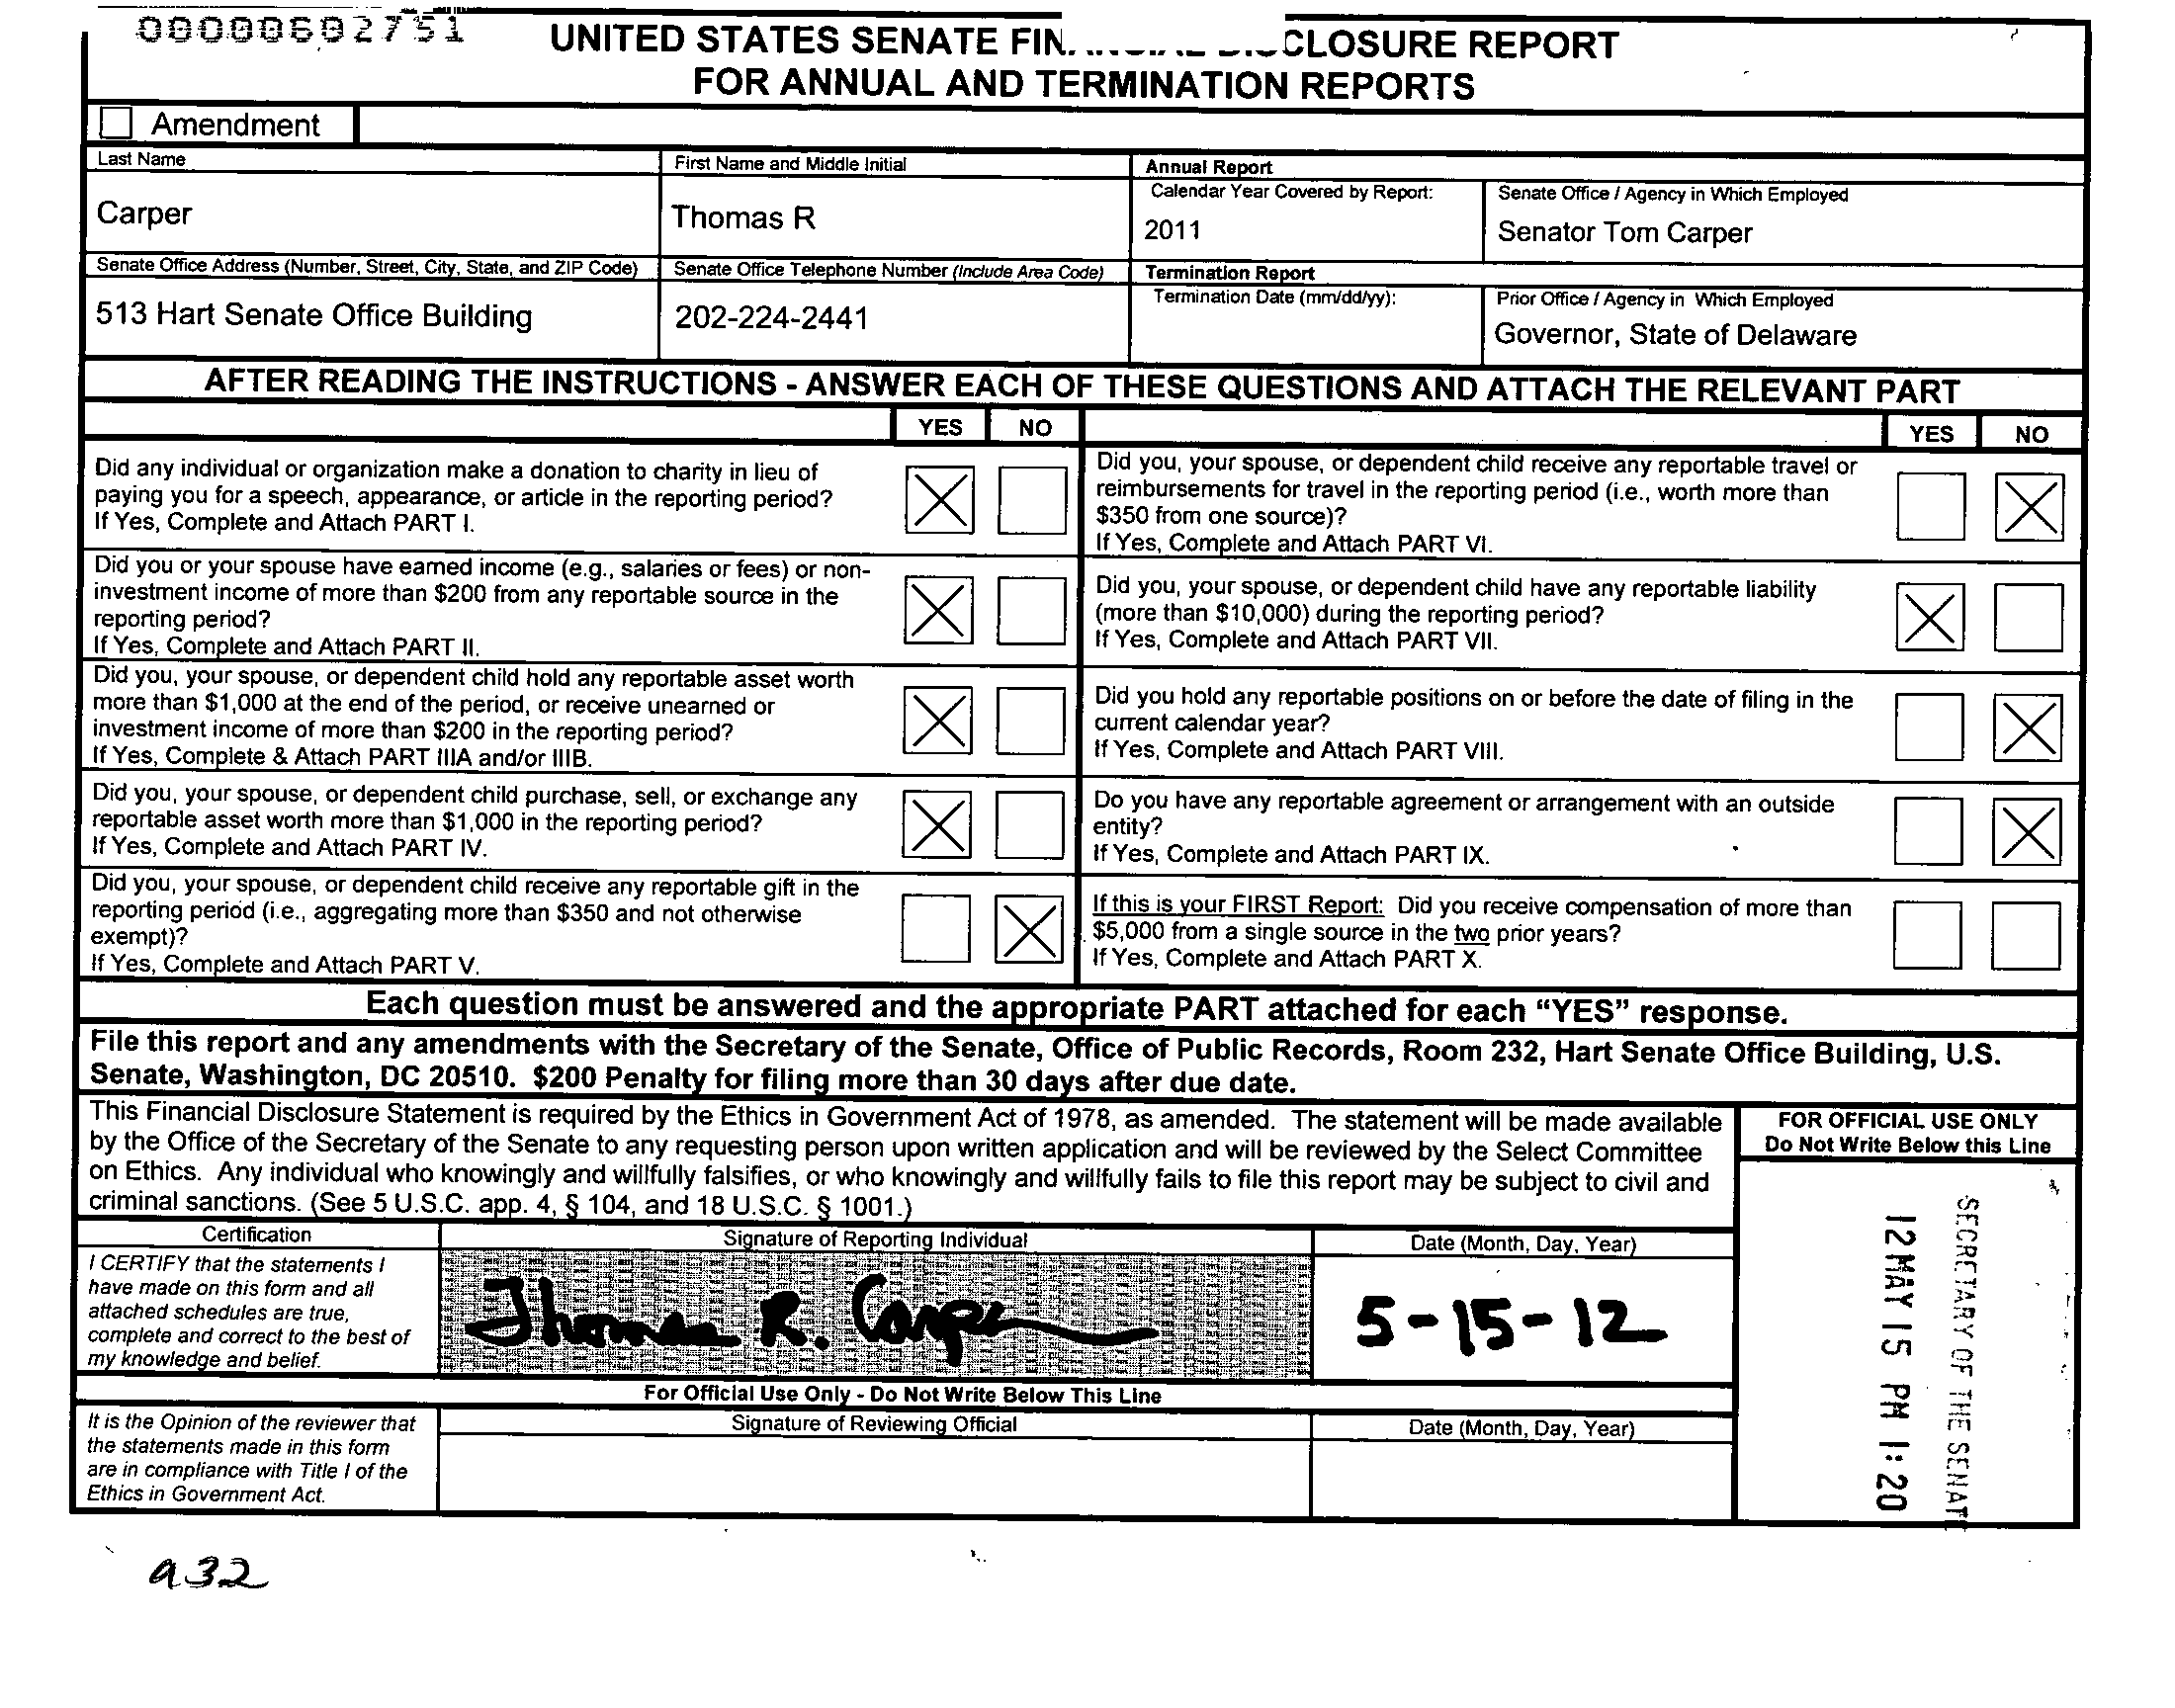 00000692751
UNITED STATES SENATE FIN. CLOSURE REPORT
FOR ANNUAL AND TERMINATION REPORTS
Amendment
Last Name
First Name and Middle Initial
Annual Report
Calendar Year Covered by Report:
Senate Office / Agency in Which Employed
Carper
Thomas R
2011
Senator Tom Carper
Senate Office Address (Number, Street, City, State, and ZIP Code)
Senate Office Telephone Number (Include Area Code)
Termination Report
Termination Date (mm/dd/yy):
Prior Office / Agency in Which Employed
513 Hart Senate Office Building
202-224-2441
Governor, State of Delaware
AFTER READING THE INSTRUCTIONS - ANSWER EACH OF THESE QUESTIONS AND ATTACH THE RELEVANT PART
YES NO
YES NO
Did any individual or organization make a donation to charity in lieu of
paying you for a speech, appearance, or article in the reporting period?
If Yes, Complete and Attach PART I.
Did you, your spouse, or dependent child receive any reportable travel or
reimbursements for travel in the reporting period (i.e., worth more than
$350 from one source)?
If Yes, Complete and Attach PART VI.
Did you or your spouse have earned income (e.g., salaries or fees) or non-
investment income of more than $200 from any reportable source in the
reporting period?
If Yes, Complete and Attach PART II.
Did you, your spouse, or dependent child have any reportable liability
(more than $10,000) during the reporting period?
If Yes, Complete and Attach PART VII.
Did you, your spouse, or dependent child hold any reportable asset worth
more than $1,000 at the end of the period, or receive unearned or
investment income of more than $200 in the reporting period?
If Yes, Complete & Attach PART IIIA and/or IIIB.
Did you hold any reportable positions on or before the date of filing in the
current calendar year?
If Yes, Complete and Attach PART VIII.
Did you, your spouse, or dependent child purchase, sell, or exchange any
reportable asset worth more than $1,000 in the reporting period?
If Yes, Complete and Attach PART IV.
Do you have any reportable agreement or arrangement with an outside
entity?
If Yes, Complete and Attach PART IX.
Did you, your spouse, or dependent child receive any reportable gift in the
reporting period (i.e., aggregating more than $350 and not otherwise
exempt)?
If Yes, Complete and Attach PART V.
If this is your FIRST Report: Did you receive compensation of more than
$5,000 from a single source in the two prior years?
If Yes, Complete and Attach PART X.
Each question must be answered and the appropriate PART attached for each “YES” response.
File this report and any amendments with the Secretary of the Senate, Office of Public Records, Room 232, Hart Senate Office Building, U.S.
Senate, Washington, DC 20510. $200 Penalty for filing more than 30 days after due date.
This Financial Disclosure Statement is required by the Ethics in Government Act of 1978, as amended. The statement will be made available
by the Office of the Secretary of the Senate to any requesting person upon written application and will be reviewed by the Select Committee
on Ethics. Any individual who knowingly and willfully falsifies, or who knowingly and willfully fails to file this report may be subject to civil and
criminal sanctions. (See 5 U.S.C. app. 4, § 104, and 18 U.S.C. § 1001.)
FOR OFFICIAL USE ONLY
Do Not Write Below this Line
SECRETARY OF THE SENATE
12 MAY 15 PM 1:20
Certification
Signature of Reporting Individual
Date (Month, Day, Year)
I CERTIFY that the statements I
have made on this form and all
attached schedules are true,
complete and correct to the best of
my knowledge and belief.
Thomas R. Carper
5-15-12
For Official Use Only - Do Not Write Below This Line
It is the Opinion of the reviewer that
the statements made in this form
are in compliance with Title I of the
Ethics in Government Act.
Signature of Reviewing Official
Date (Month, Day, Year)
a32